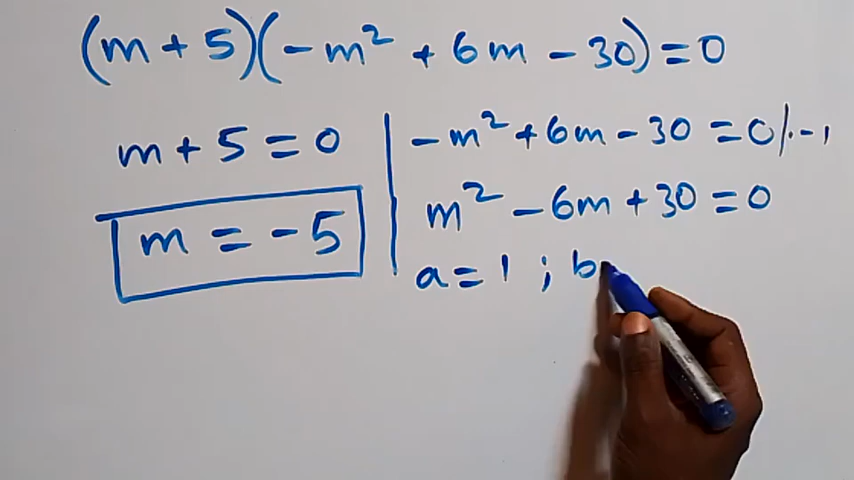 (m + 5)(- m² + 6m - 30) = 0
m + 5 = 0
m = -5
- m² + 6m - 30 = 0 /· -1
m² - 6m + 30 = 0
a = 1 ; b